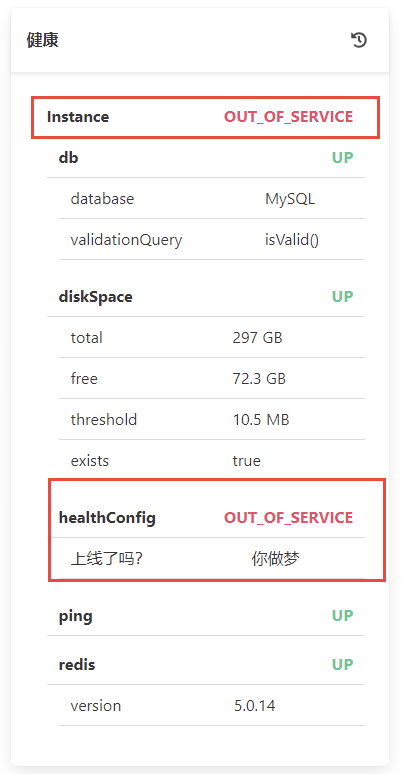 健康
Instance OUT_OF_SERVICE
db UP
database MySQL
validationQuery isValid()
diskSpace UP
total 297 GB
free 72.3 GB
threshold 10.5 MB
exists true
healthConfig OUT_OF_SERVICE
上线了吗? 你做梦
ping UP
redis UP
version 5.0.14